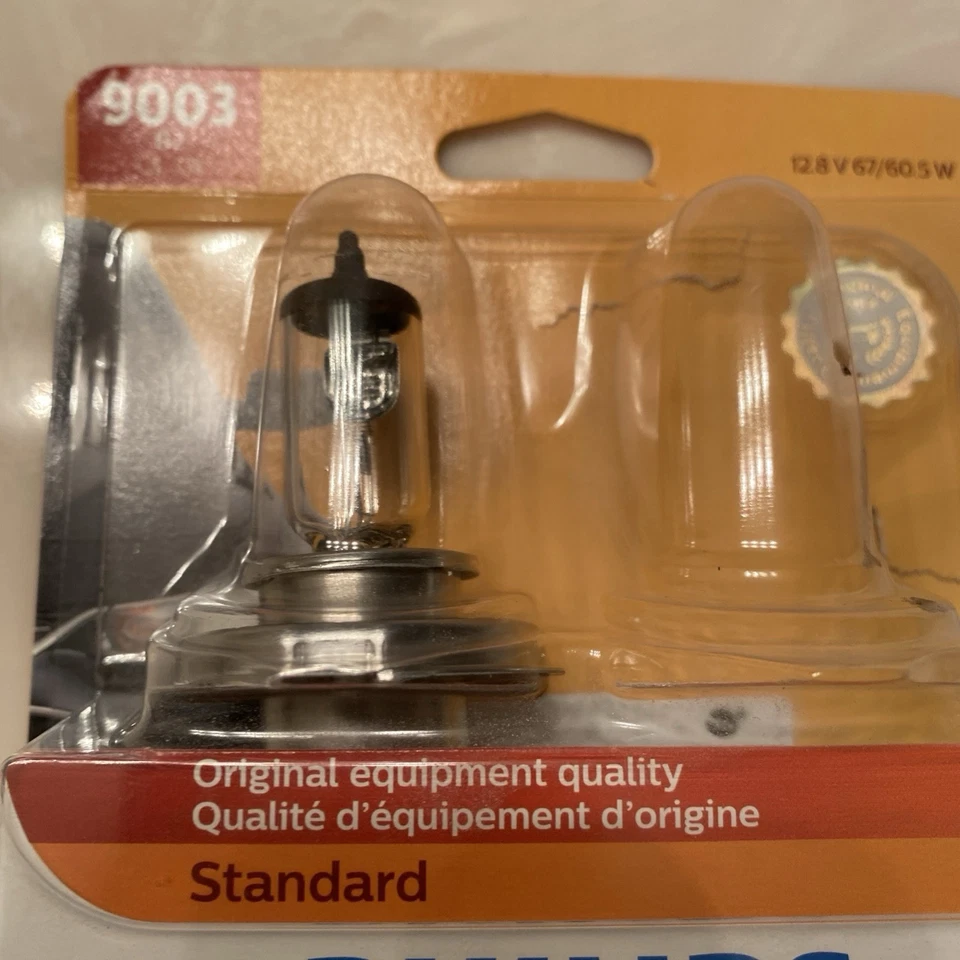 9003
12.8 V 67/60.5 W
Original equipment quality
Qualité d'équipement d'origine
Standard